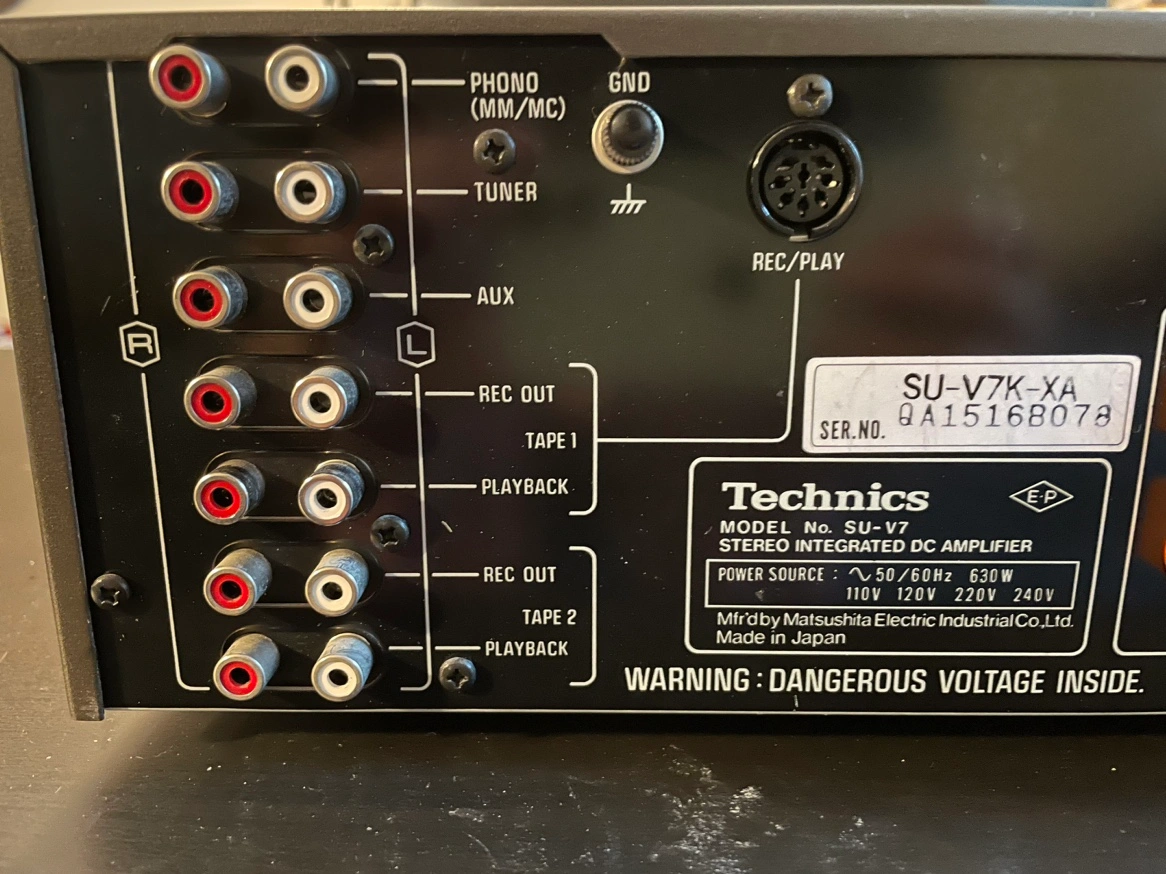 PHONO
(MM/MC)
GND
TUNER
REC/PLAY
AUX
R
L
REC OUT
TAPE 1
PLAYBACK
REC OUT
TAPE 2
PLAYBACK
SU-V7K-XA
SER.NO. QA1516B078
Technics
E·P
MODEL No. SU-V7
STEREO INTEGRATED DC AMPLIFIER
POWER SOURCE : ∿ 50/60Hz 630W
110V 120V 220V 240V
Mfr'd by Matsushita Electric Industrial Co.,Ltd.
Made in Japan
WARNING : DANGEROUS VOLTAGE INSIDE.